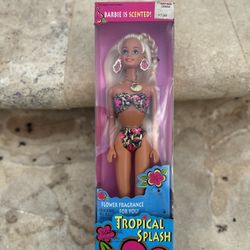 BARBIE IS SCENTED!
FLOWER FRAGRANCE
FOR YOU!
TROPICAL
SPLASH